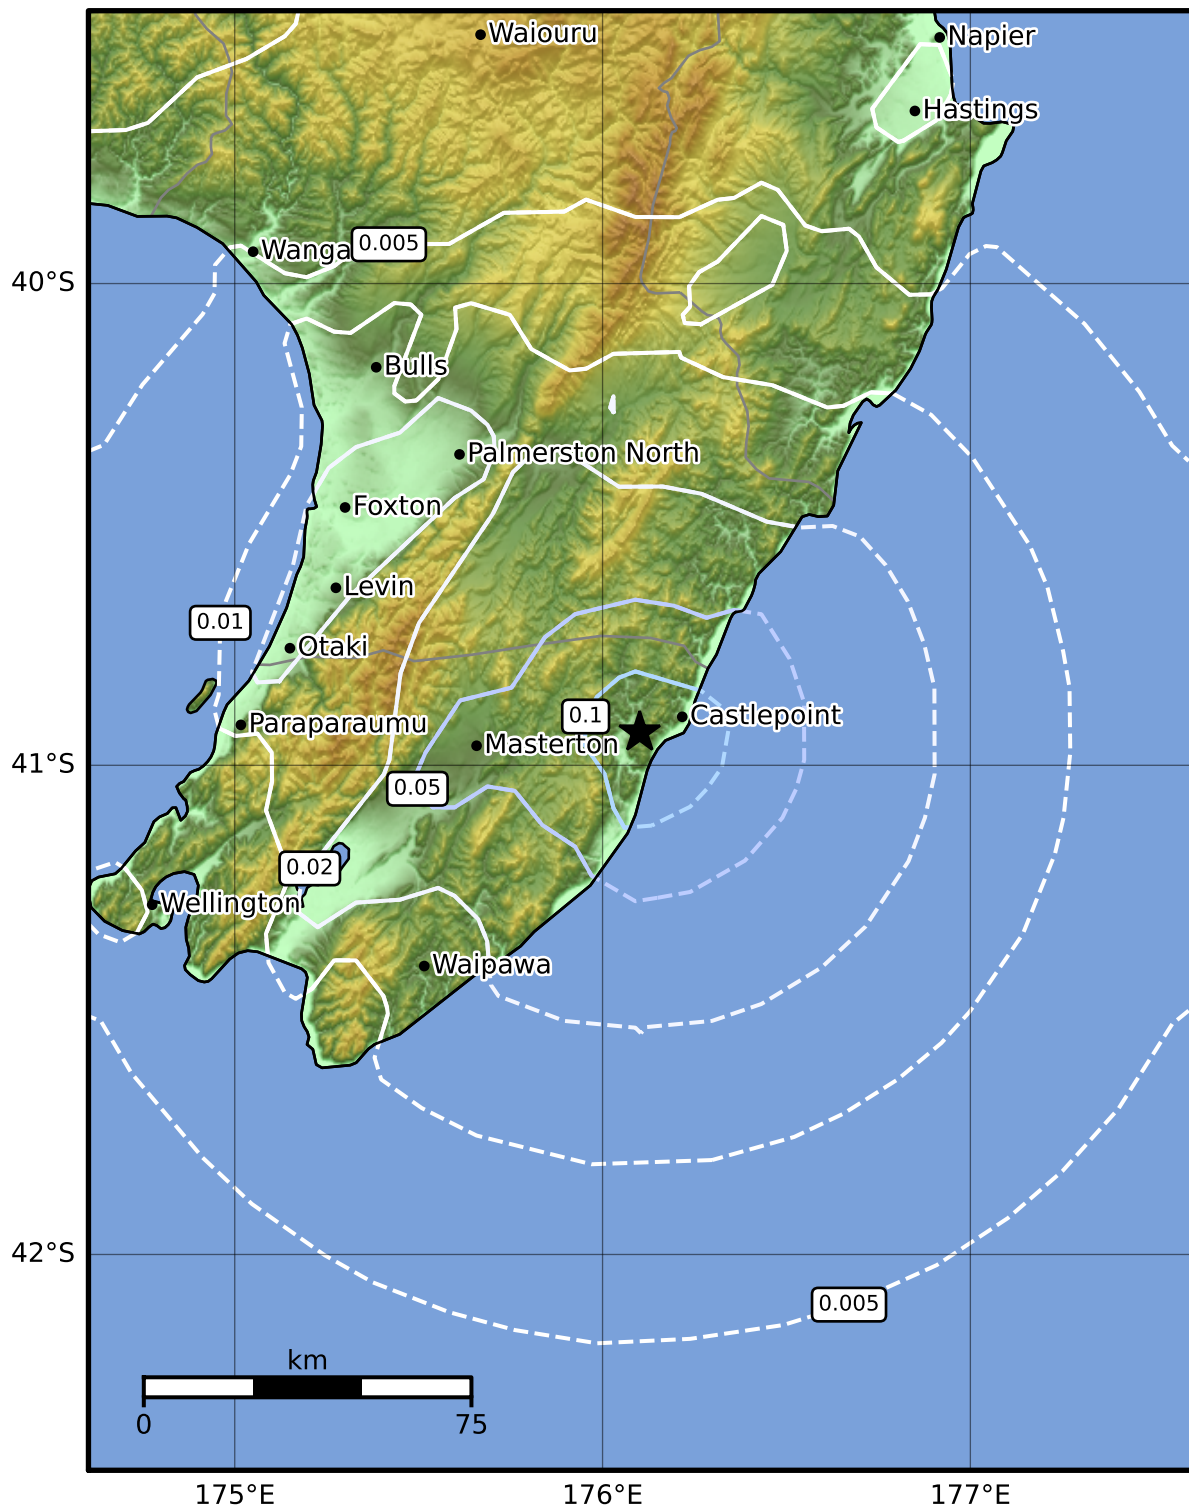 Waiouru
Napier
Hastings
Wanga
0.005
40°S
Bulls
Palmerston North
Foxton
Levin
0.01
Otaki
0.1
Castlepoint
Paraparaumu
Masterton
41°S
0.05
0.02
Wellington
Waipawa
42°S
0.005
km
0
75
175°E
176°E
177°E